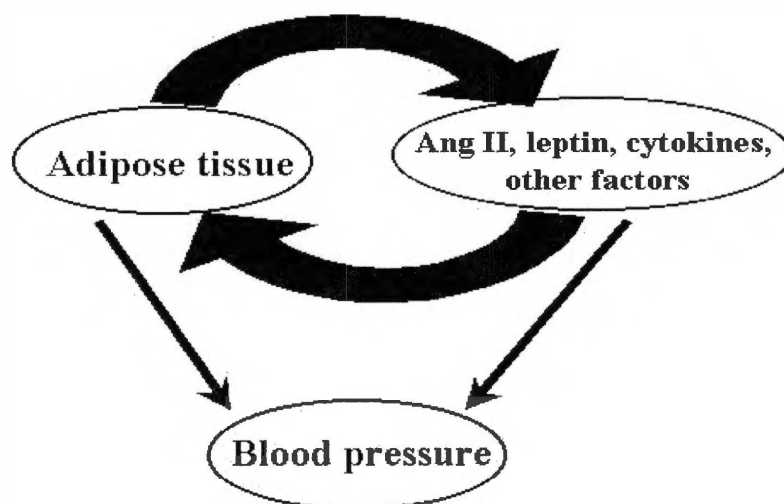 Adipose tissue
Ang II, leptin, cytokines,
other factors
Blood pressure